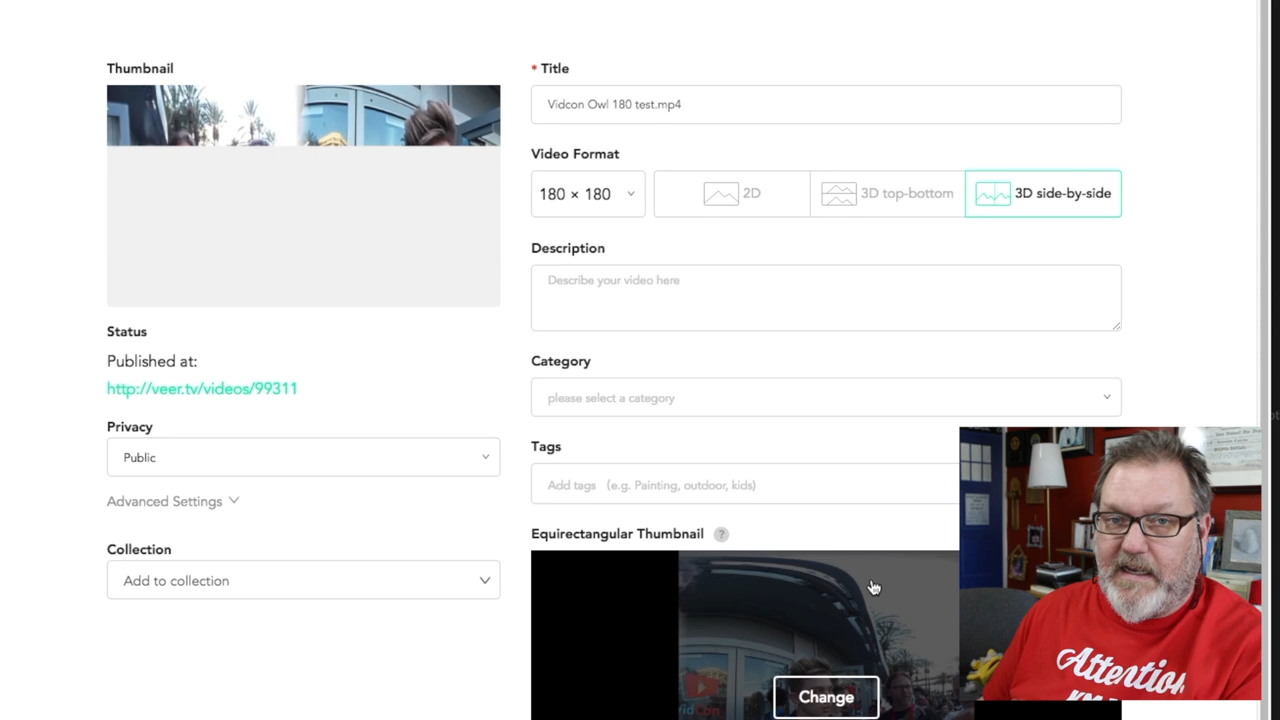 Thumbnail
* Title
Vidcon Owl 180 test.mp4
Video Format
180 × 180
2D
3D top-bottom
3D side-by-side
Description
Describe your video here
Status
Published at:
http://veer.tv/videos/99311
Category
please select a category
Privacy
Public
Tags
Add tags (e.g. Painting, outdoor, kids)
Advanced Settings
Equirectangular Thumbnail ?
Collection
Add to collection
Change
VidCon
Attention